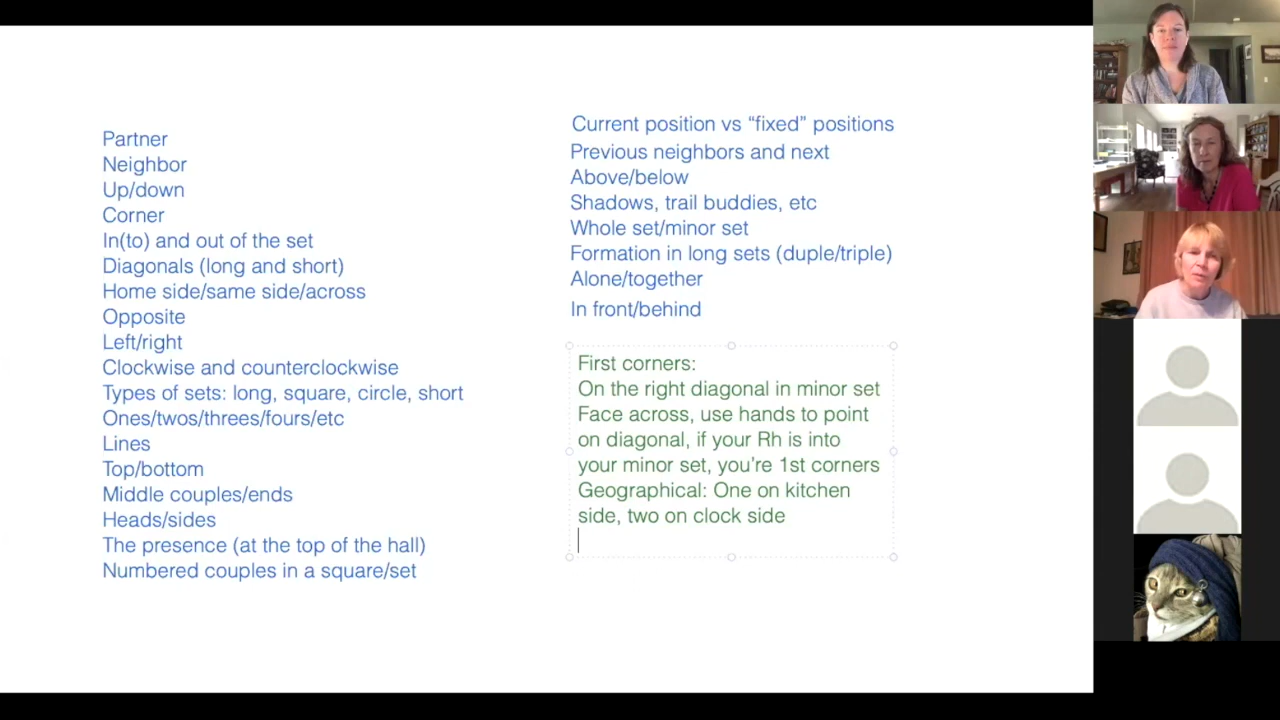 Partner
Neighbor
Up/down
Corner
In(to) and out of the set
Diagonals (long and short)
Home side/same side/across
Opposite
Left/right
Clockwise and counterclockwise
Types of sets: long, square, circle, short
Ones/twos/threes/fours/etc
Lines
Top/bottom
Middle couples/ends
Heads/sides
The presence (at the top of the hall)
Numbered couples in a square/set
Current position vs “fixed” positions
Previous neighbors and next
Above/below
Shadows, trail buddies, etc
Whole set/minor set
Formation in long sets (duple/triple)
Alone/together
In front/behind
First corners:
On the right diagonal in minor set
Face across, use hands to point
on diagonal, if your Rh is into
your minor set, you’re 1st corners
Geographical: One on kitchen
side, two on clock side